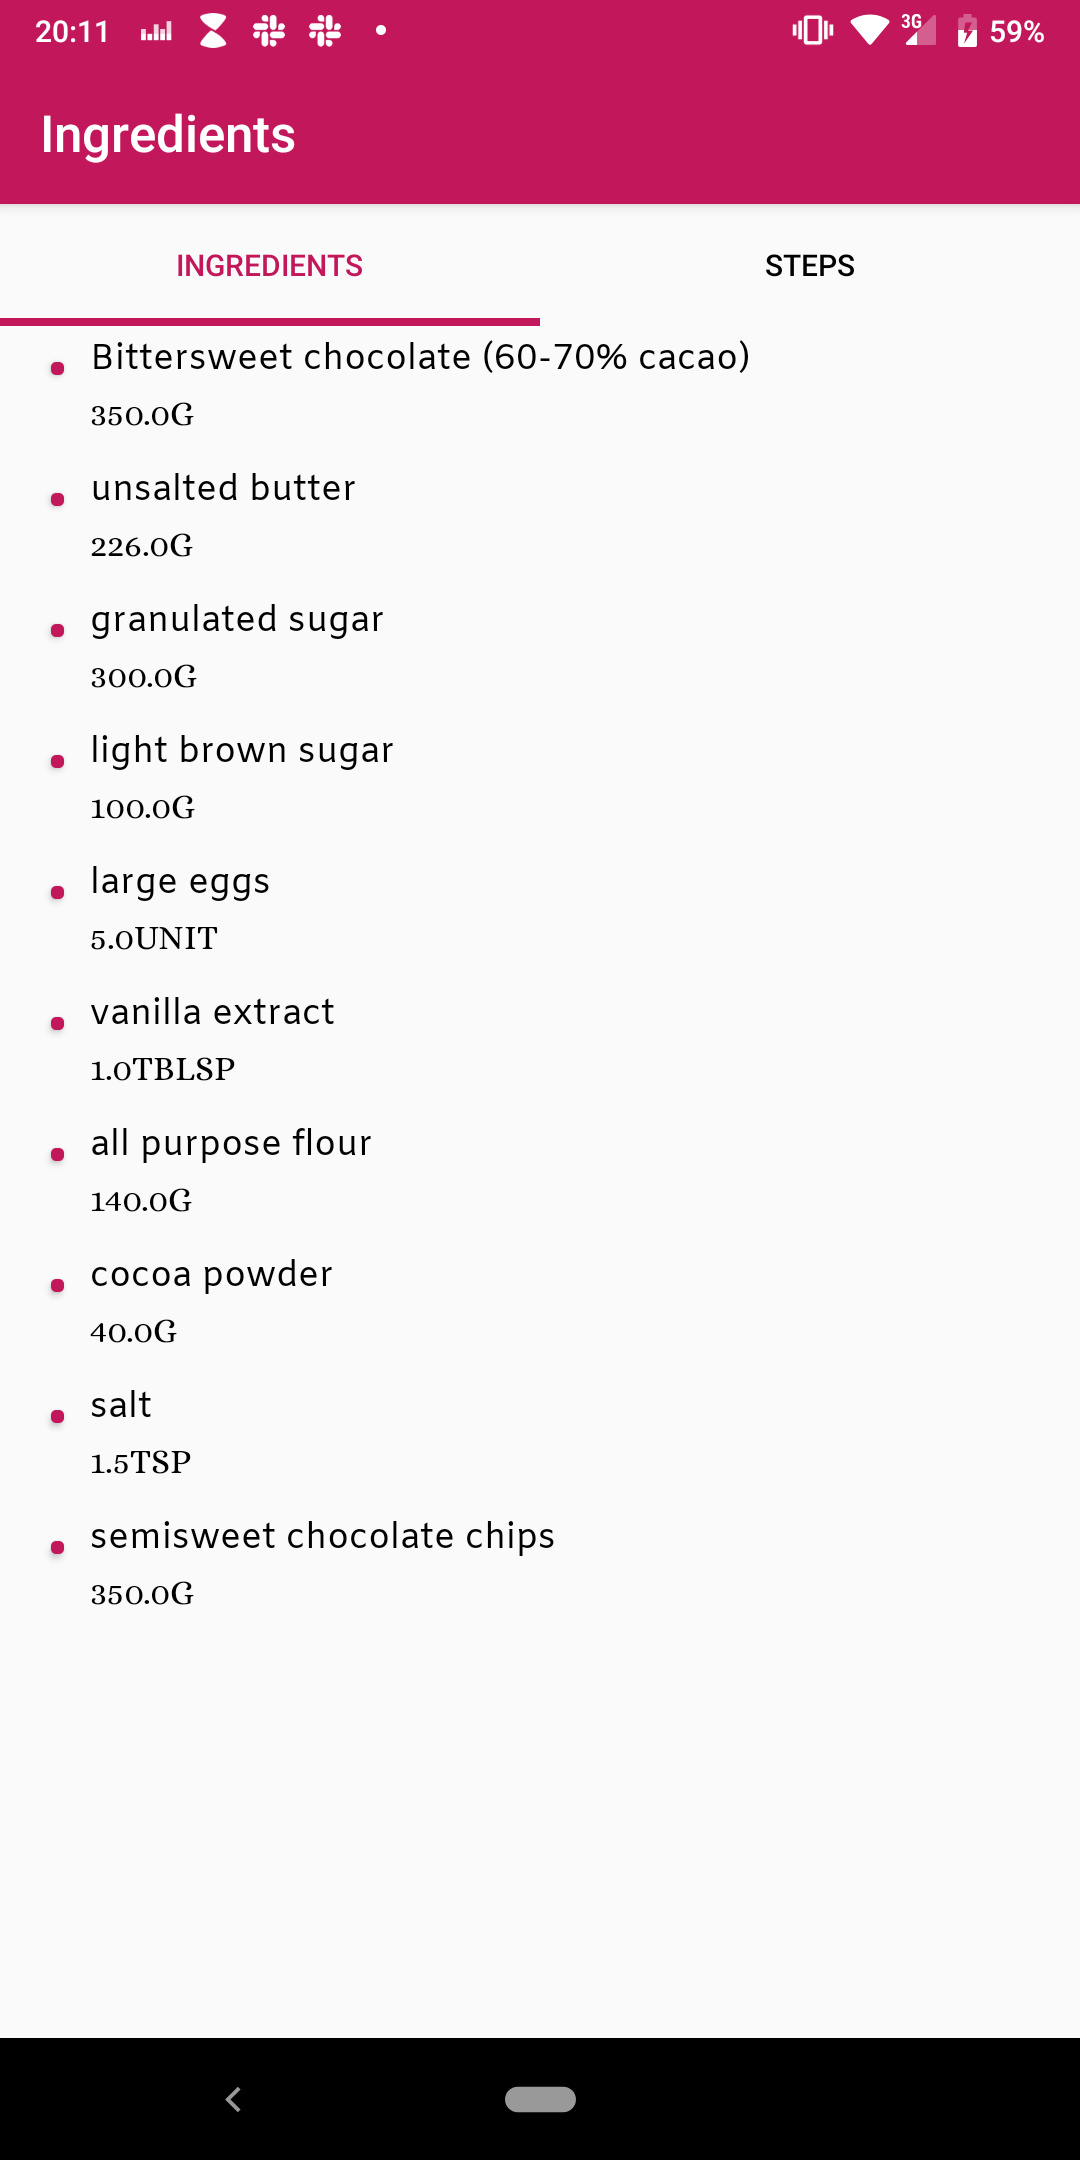 20:11
3G
59%
Ingredients
INGREDIENTS
STEPS
Bittersweet chocolate (60-70% cacao)
350.0G
unsalted butter
226.0G
granulated sugar
300.0G
light brown sugar
100.0G
large eggs
5.0UNIT
vanilla extract
1.0TBLSP
all purpose flour
140.0G
cocoa powder
40.0G
salt
1.5TSP
semisweet chocolate chips
350.0G